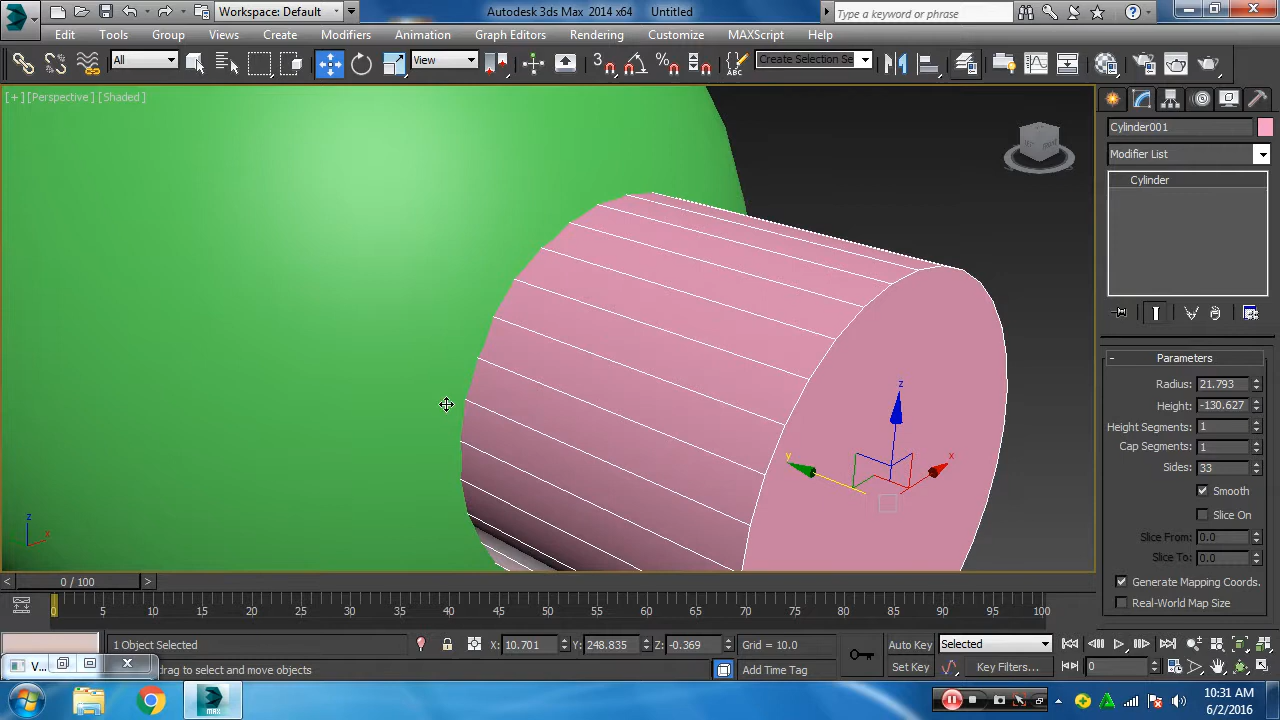 Workspace: Default
Autodesk 3ds Max 2014 x64 Untitled
Type a keyword or phrase
MAX
Edit Tools Group Views Create Modifiers Animation Graph Editors Rendering Customize MAXScript Help
All
View
3
Create Selection Se
[+] [Perspective] [Shaded]
Cylinder001
Modifier List
Cylinder
Parameters
Radius: 21.793
Height: -130.627
Height Segments: 1
Cap Segments: 1
Sides: 33
Smooth
Slice On
Slice From: 0.0
Slice To: 0.0
Generate Mapping Coords.
Real-World Map Size
z
y
x
z
x
< 0 / 100 >
0 5 10 15 20 25 30 35 40 45 50 55 60 65 70 75 80 85 90 95 100
1 Object Selected
X: 10.701 Y: 248.835 Z: -0.369 Grid = 10.0
Auto Key Selected
V...
drag to select and move objects
Add Time Tag
Set Key Key Filters... 0
MAX
10:31 AM
6/2/2016